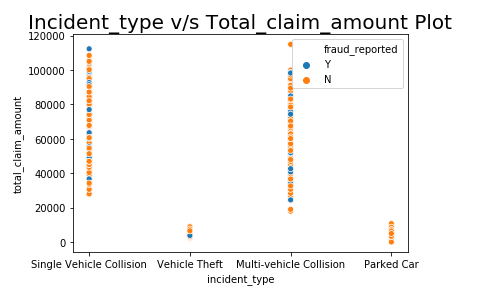 Incident_type v/s Total_claim_amount Plot
120000
100000
80000
60000
40000
20000
0
total_claim_amount
fraud_reported
Y
N
Single Vehicle Collision
Vehicle Theft
Multi-vehicle Collision
Parked Car
incident_type